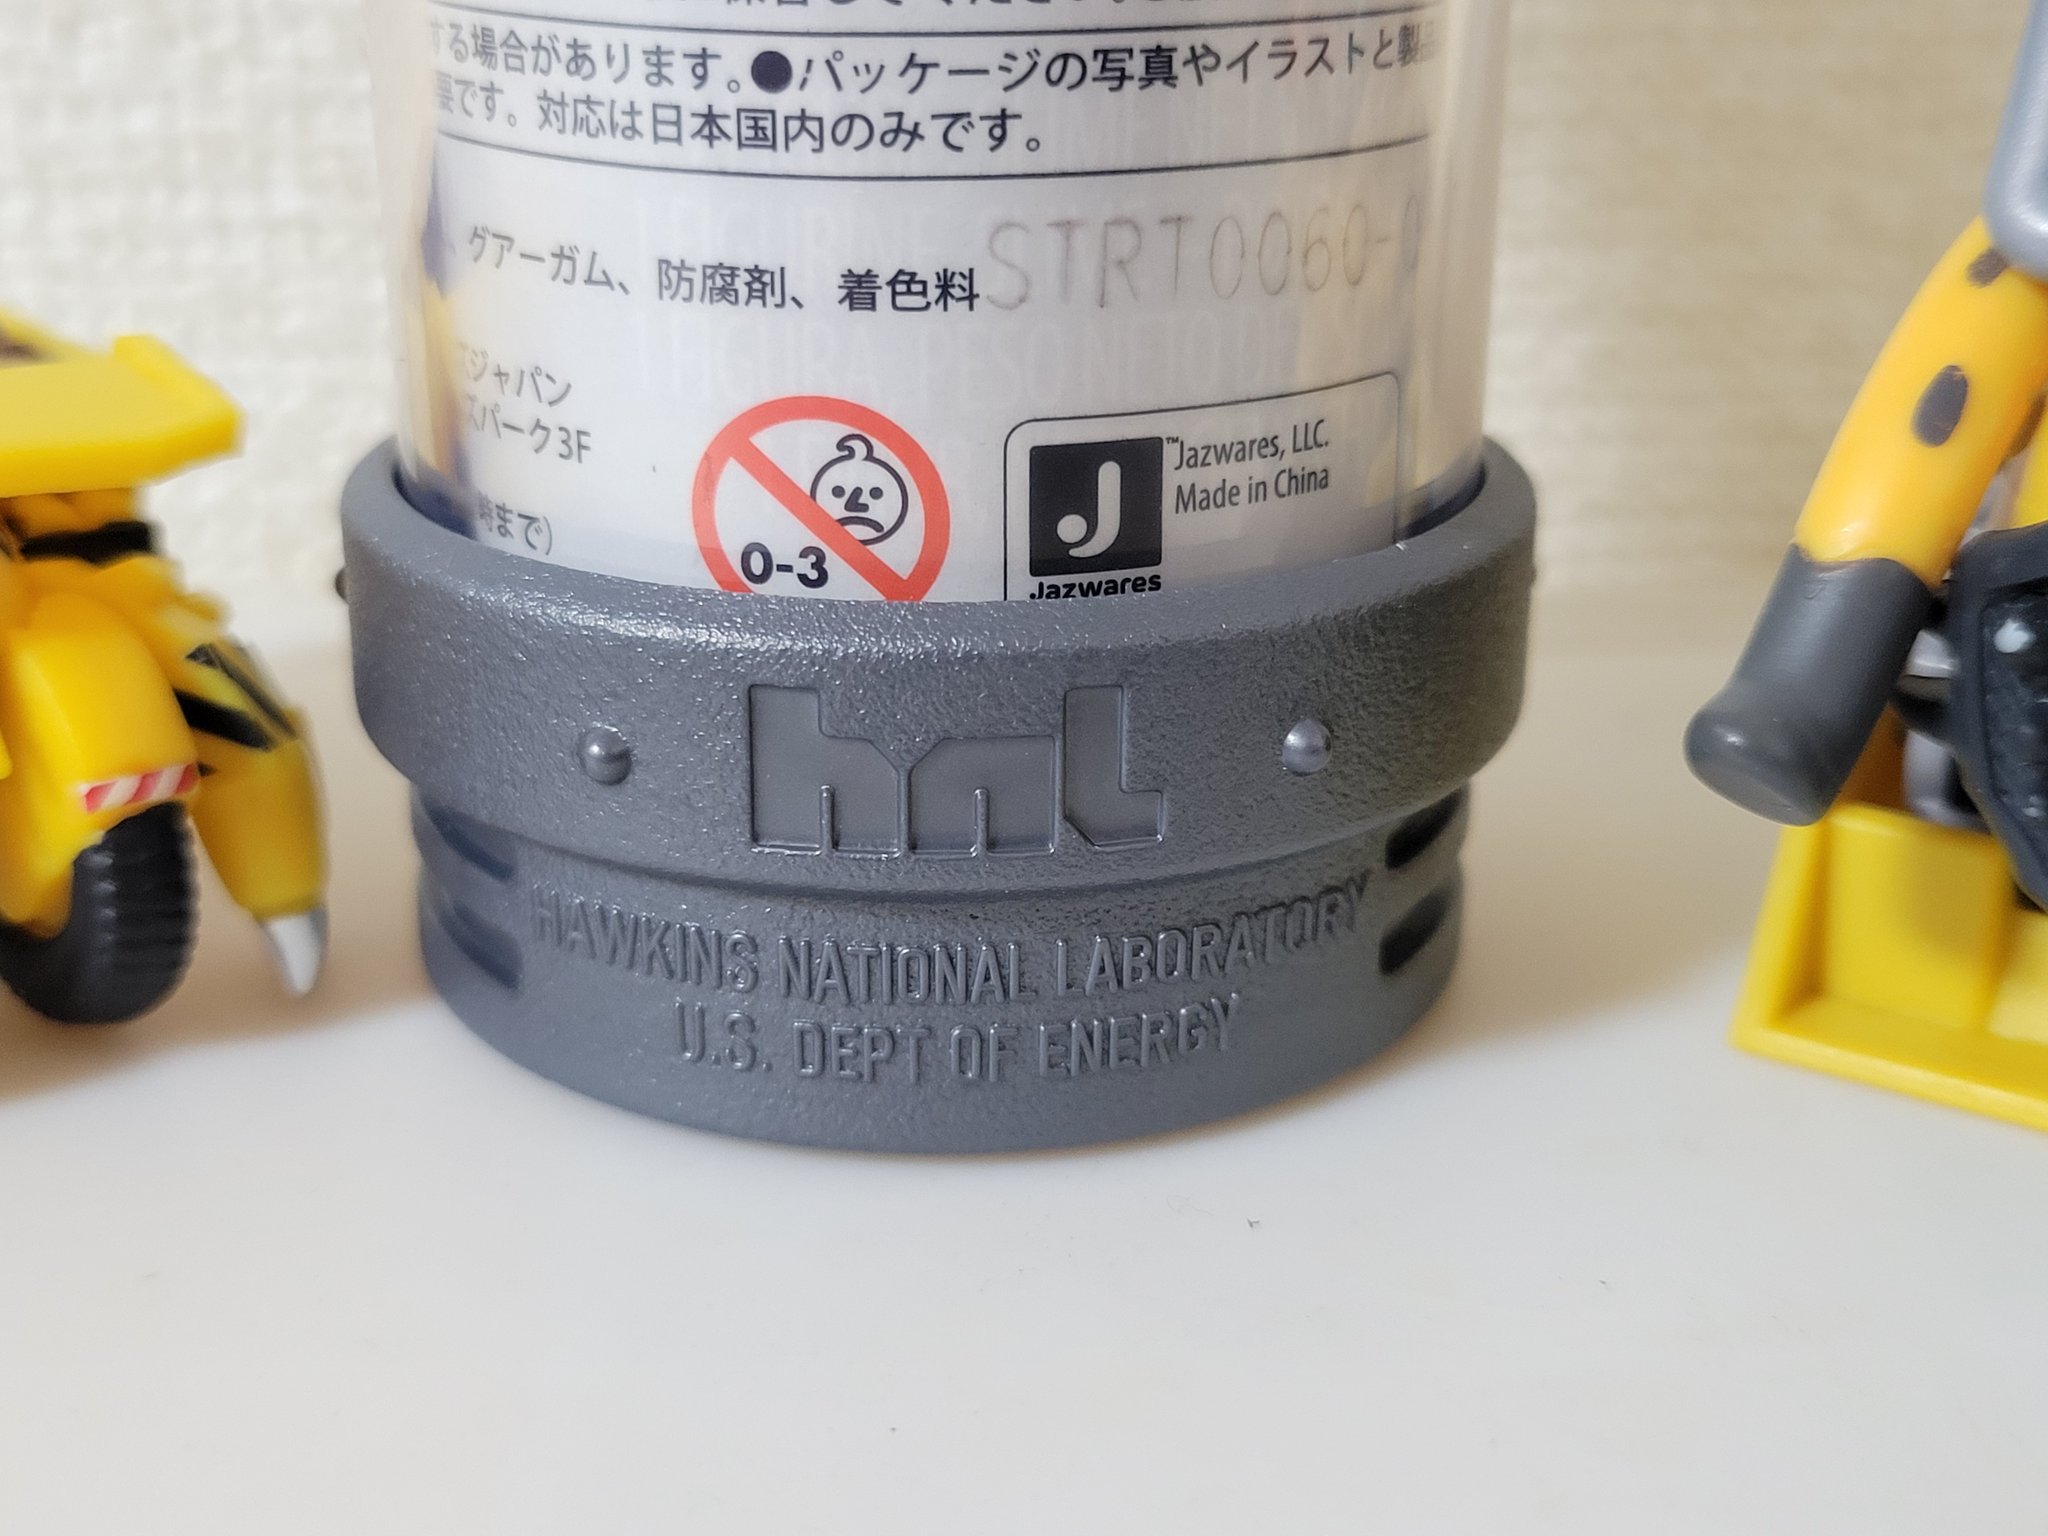 する場合があります。●パッケージの写真やイラストと製品
要です。対応は日本国内のみです。
、グアーガム、防腐剤、着色料
STRT0060-0
ジャパン
パーク3F
時まで)
0-3
J
™Jazwares, LLC.
Made in China
Jazwares
hnl
HAWKINS NATIONAL LABORATORY
U.S. DEPT OF ENERGY